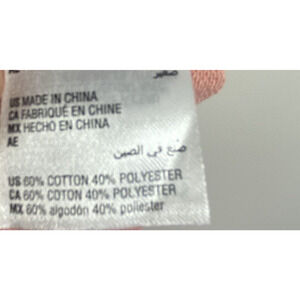 صغير
US MADE IN CHINA
CA FABRIQUÉ EN CHINE
MX HECHO EN CHINA
AE
صنع في الصين
US 60% COTTON 40% POLYESTER
CA 60% COTON 40% POLYESTER
MX 60% algodón 40% poliester